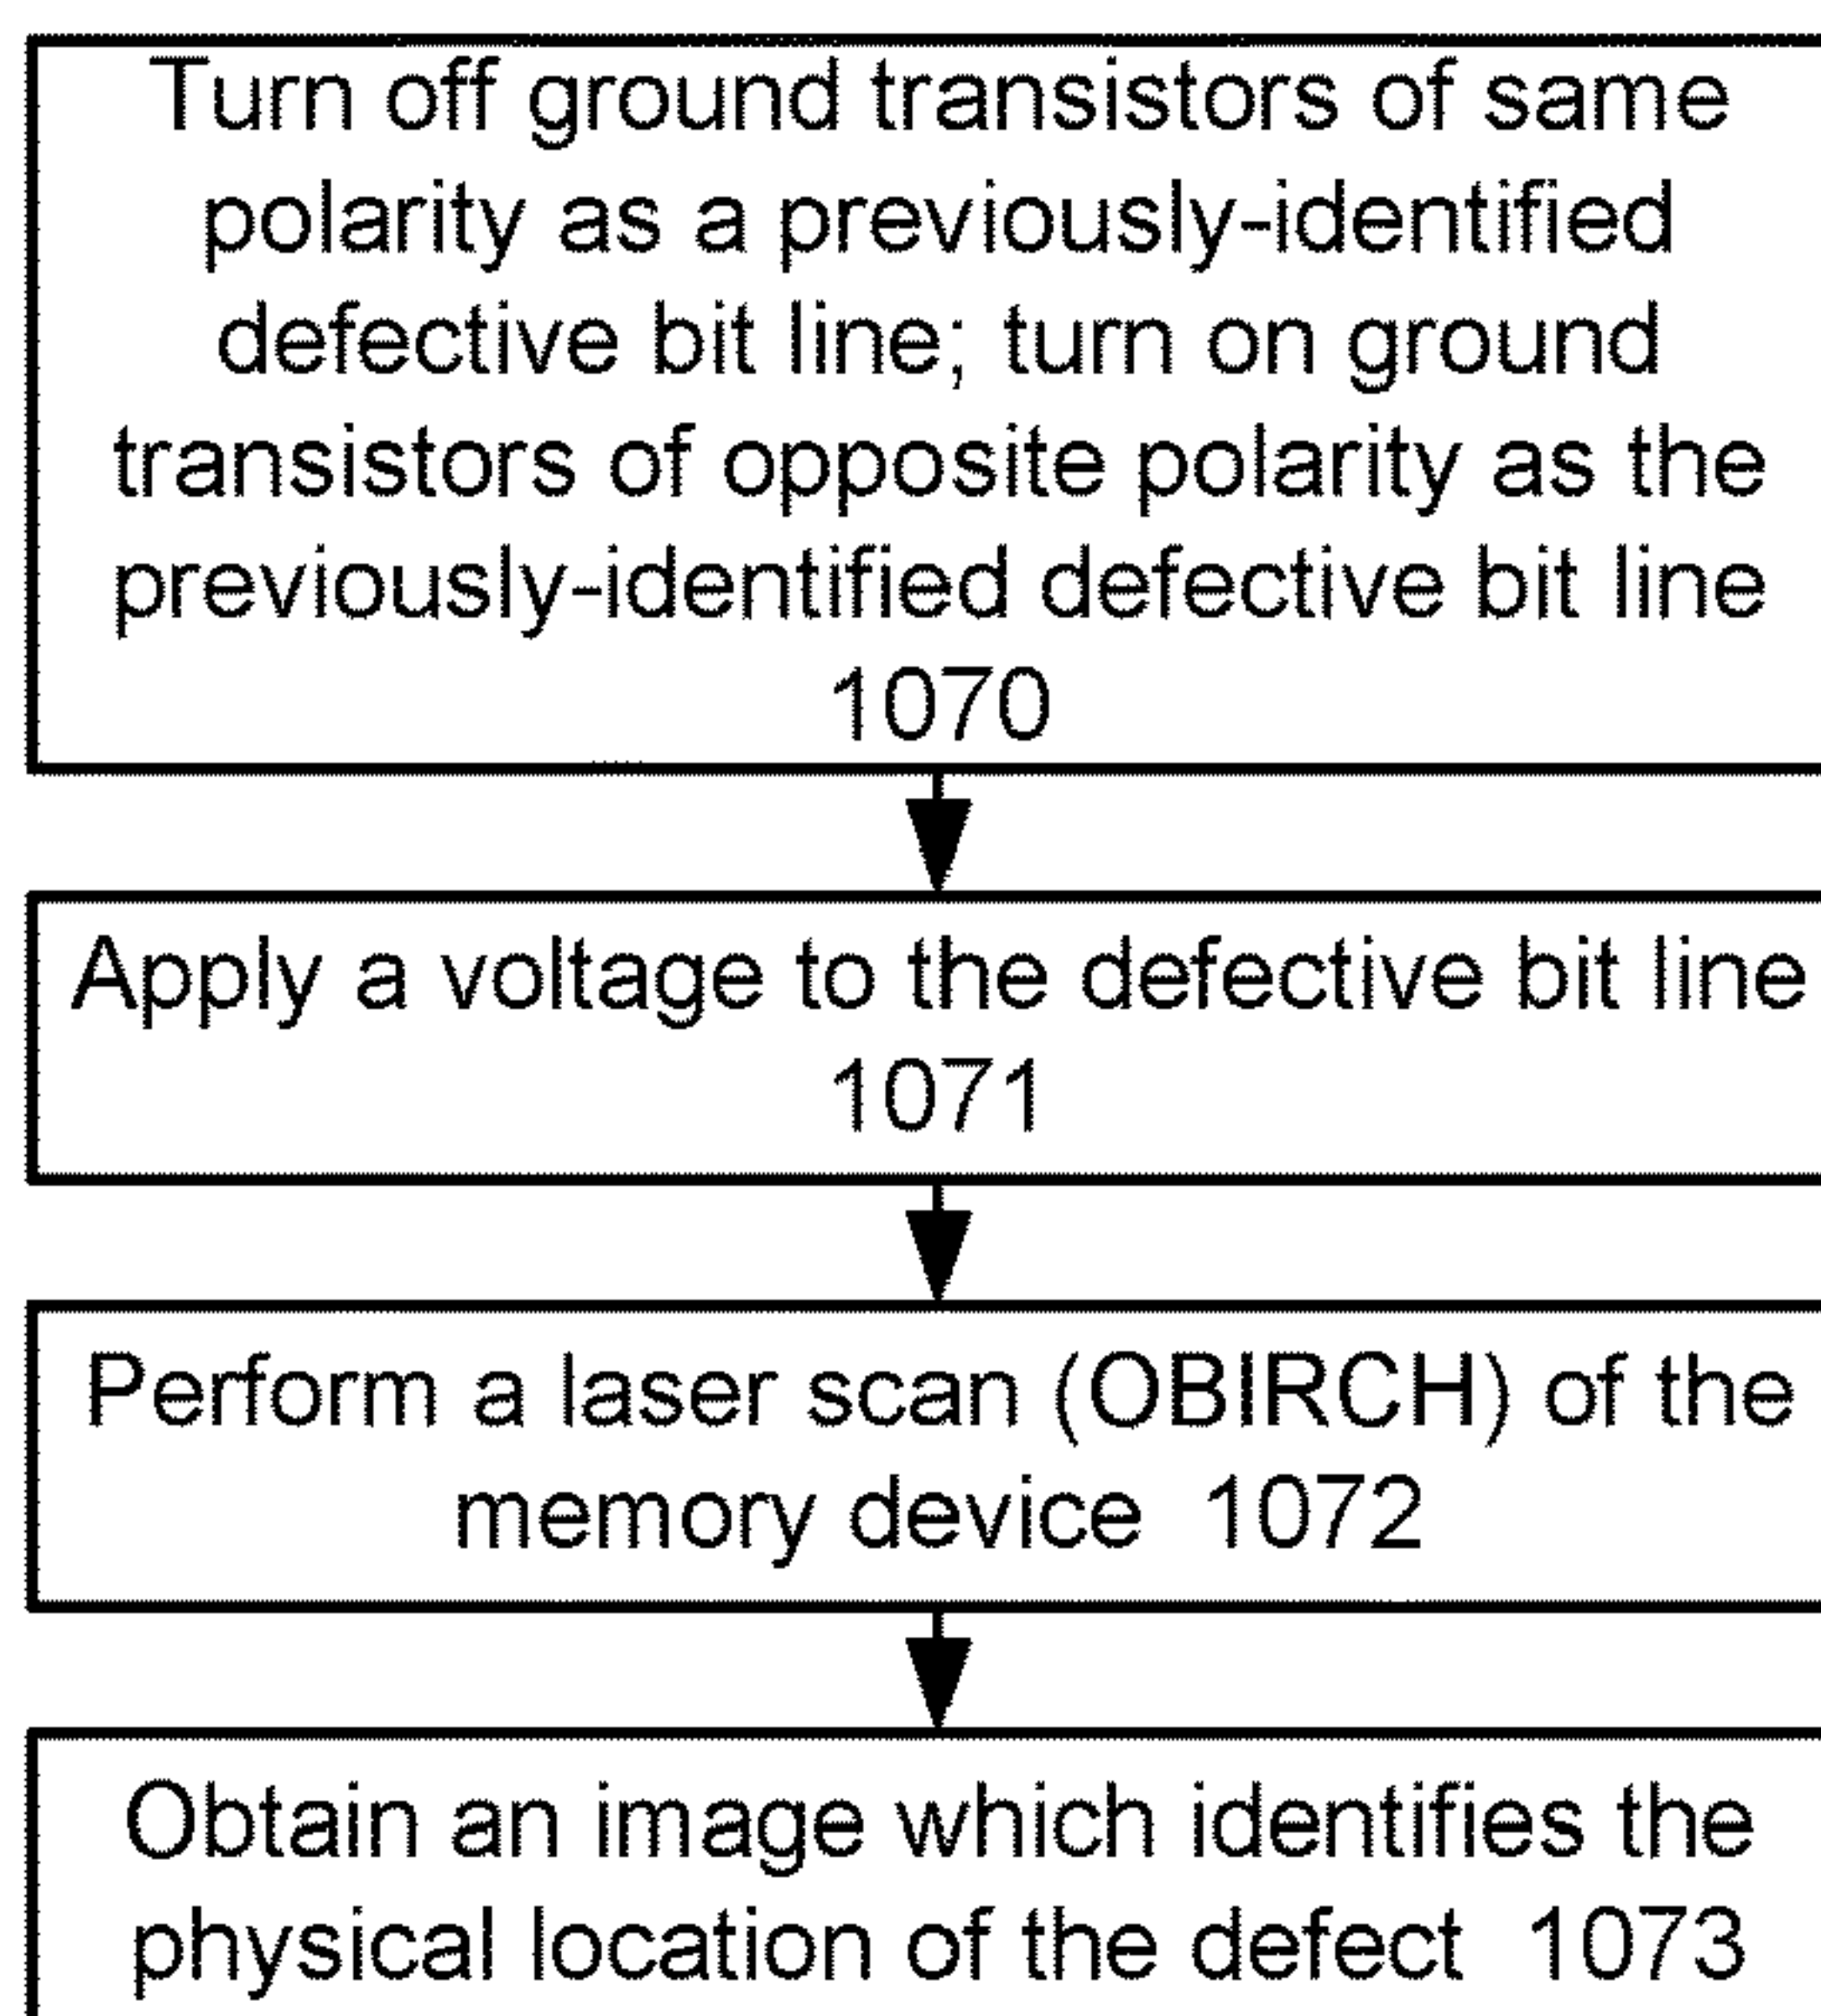 Turn off ground transistors of same
polarity as a previously-identified
defective bit line; turn on ground
transistors of opposite polarity as the
previously-identified defective bit line
1070
Apply a voltage to the defective bit line
1071
Perform a laser scan (OBIRCH) of the
memory device 1072
Obtain an image which identifies the
physical location of the defect 1073